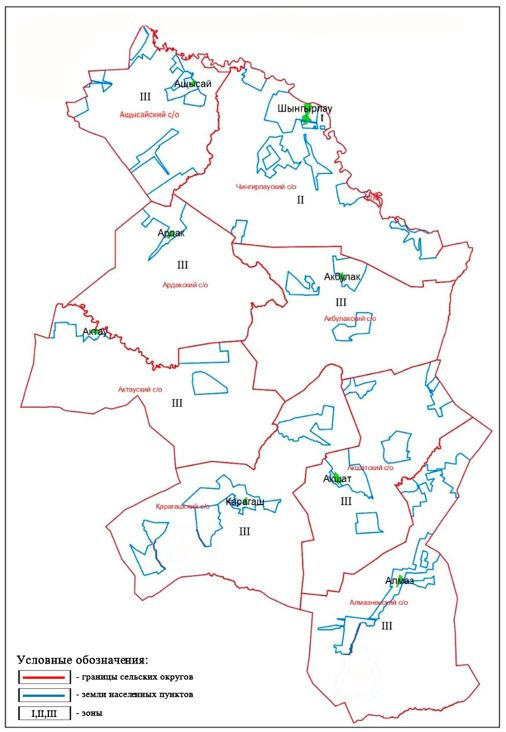 Ащысай
III
Ащысайский с/о
Шынгырлау
I
Чингирлауский с/о
II
Ардак
III
Ардакский с/о
Акбулак
III
Акбулакский с/о
Актау
Актауский с/о
III
Акшатский с/о
Акшат
III
Карагашский с/о
Карагаш
III
Алмаз
Алмазненский с/о
III
Условные обозначения:
- границы сельских округов
- земли населенных пунктов
I,II,III - зоны